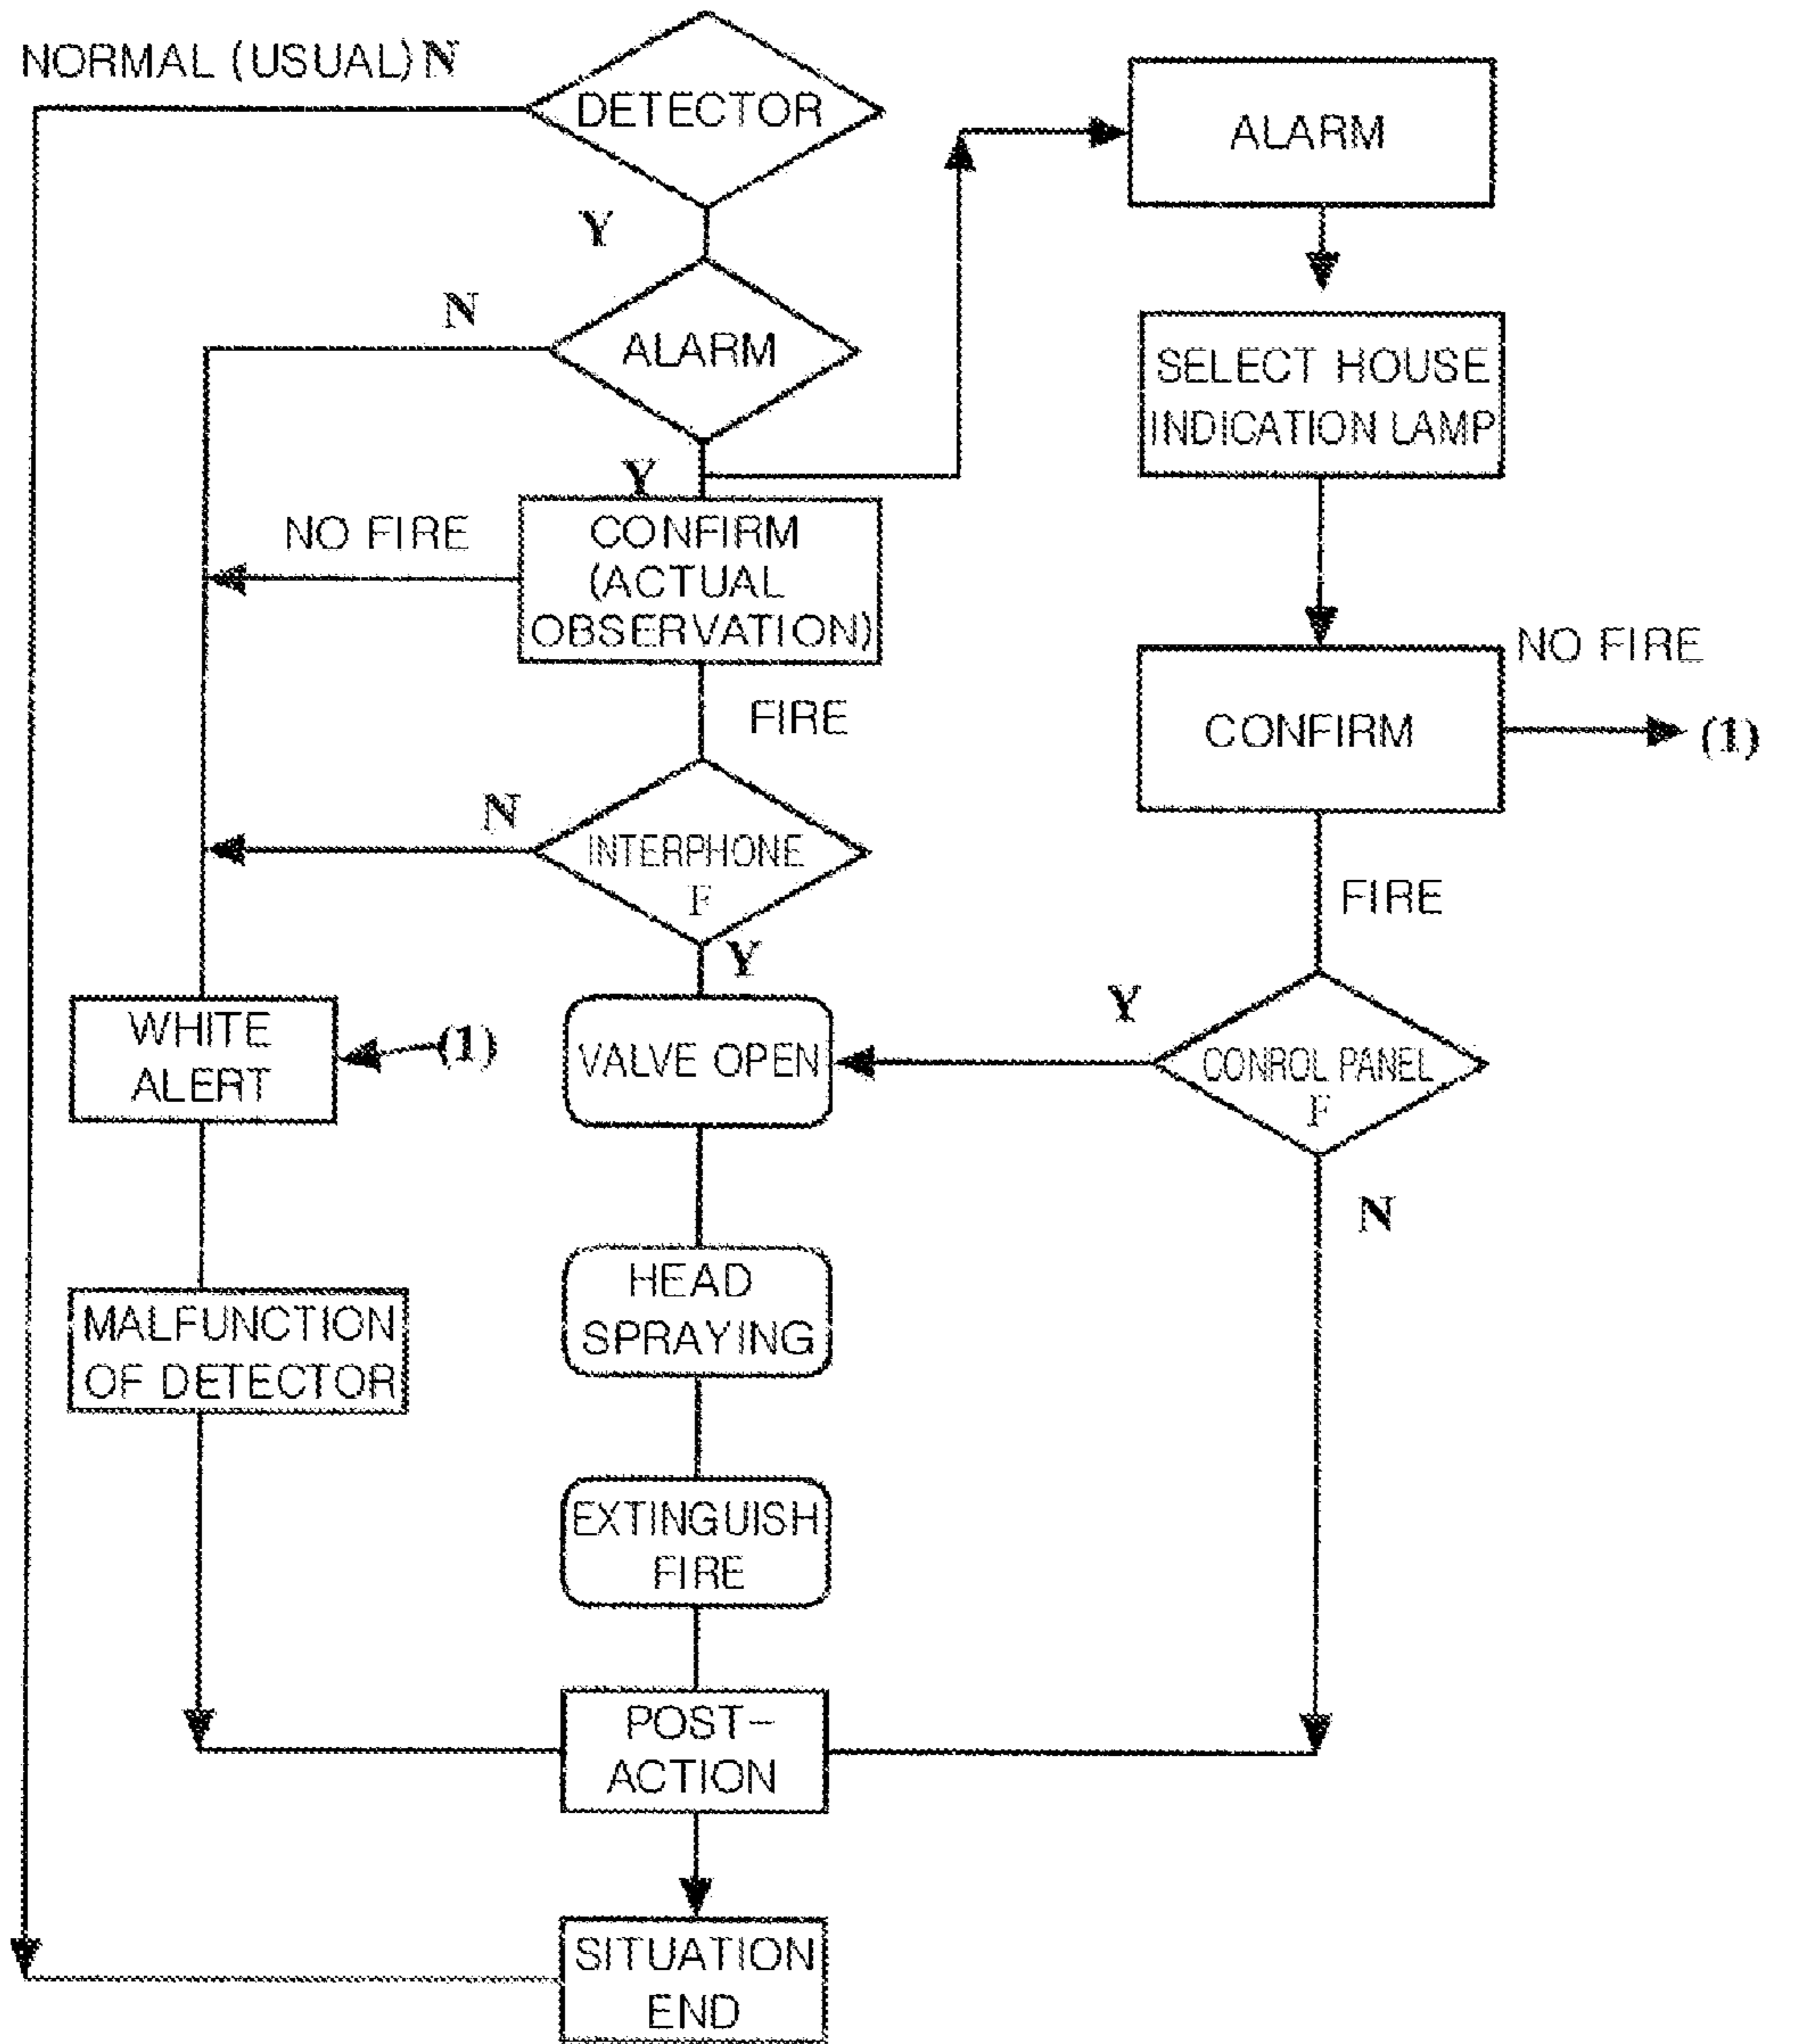 NORMAL (USUAL) N
DETECTOR
Y
N
ALARM
Y
CONFIRM
(ACTUAL
OBSERVATION)
NO FIRE
FIRE
N
INTERPHONE
F
Y
WHITE
ALERT
(1)
VALVE OPEN
MALFUNCTION
OF DETECTOR
HEAD
SPRAYING
EXTINGUISH
FIRE
POST-
ACTION
SITUATION
END
ALARM
SELECT HOUSE
INDICATION LAMP
CONFIRM
NO FIRE
(1)
FIRE
Y
CONROL PANEL
F
N